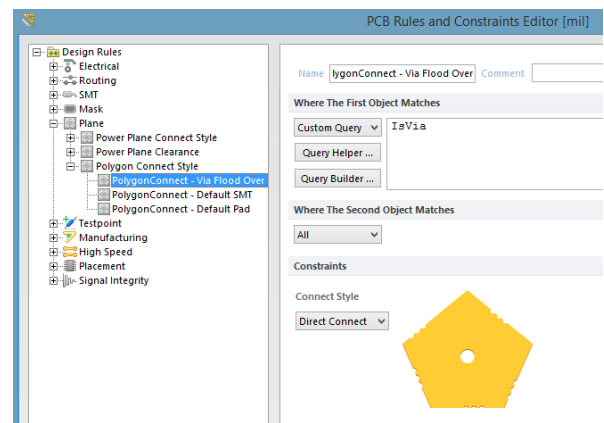 PCB Rules and Constraints Editor [mil]
Design Rules
Electrical
Routing
SMT
Mask
Plane
Power Plane Connect Style
Power Plane Clearance
Polygon Connect Style
PolygonConnect - Via Flood Over
PolygonConnect - Default SMT
PolygonConnect - Default Pad
Testpoint
Manufacturing
High Speed
Placement
Signal Integrity
Name lygonConnect - Via Flood Over Comment
Where The First Object Matches
Custom Query IsVia
Query Helper ...
Query Builder ...
Where The Second Object Matches
All
Constraints
Connect Style
Direct Connect